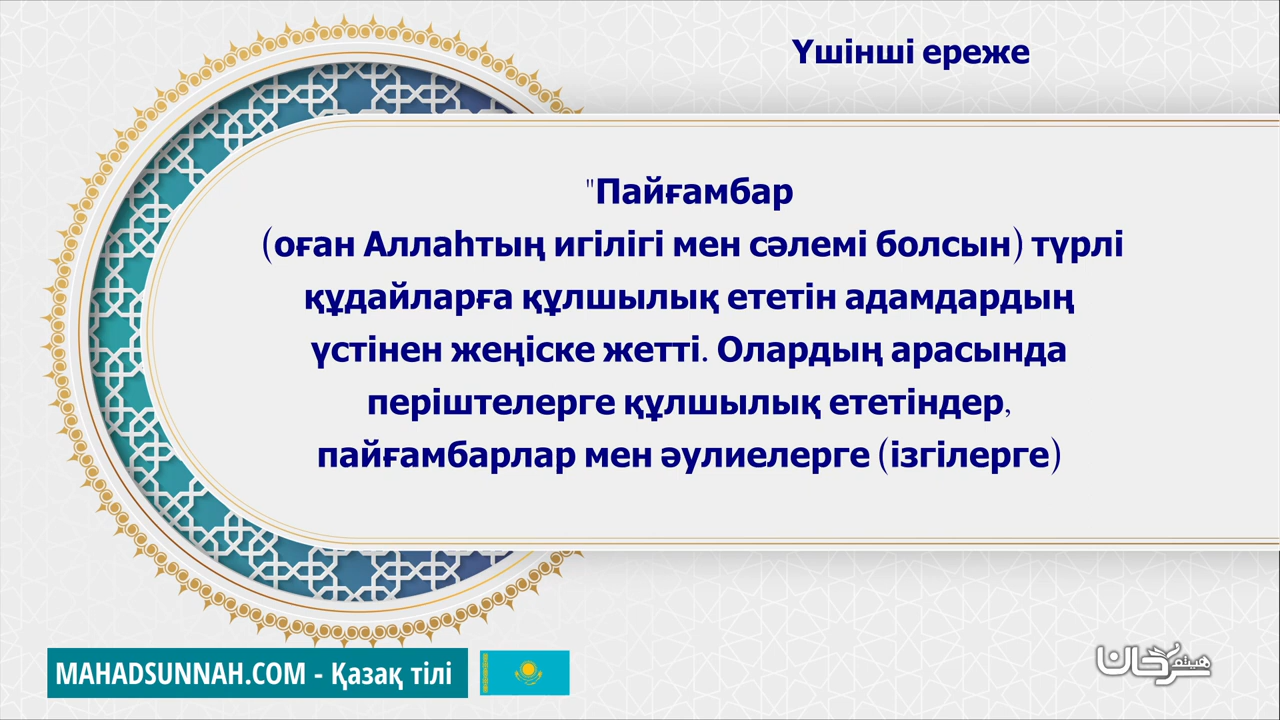 Үшінші ереже
"Пайғамбар
(оған Аллаһтың игілігі мен сәлемі болсын) түрлі
құдайларға құлшылық ететін адамдардың
үстінен жеңіске жетті. Олардың арасында
періштелерге құлшылық ететіндер,
пайғамбарлар мен әулиелерге (ізгілерге)
MAHADSUNNAH.COM - Қазақ тілі